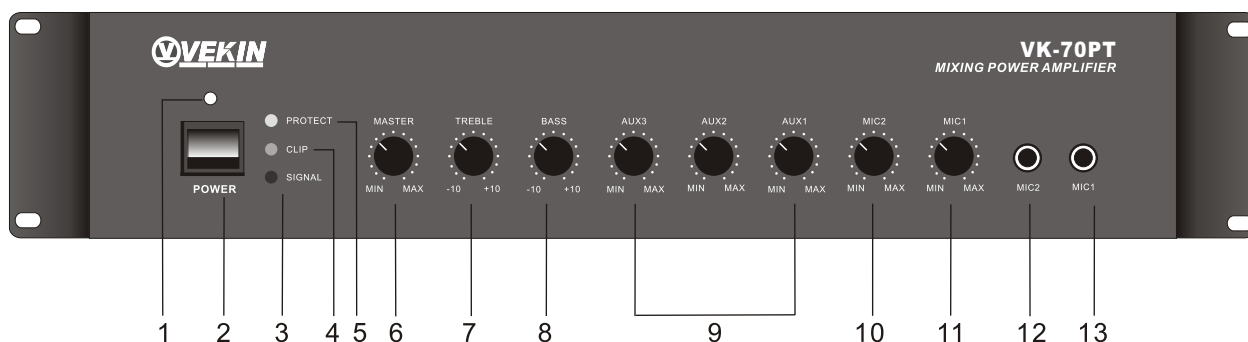 VEKIN
VK-70PT
MIXING POWER AMPLIFIER
PROTECT
CLIP
SIGNAL
POWER
MASTER TREBLE BASS AUX3 AUX2 AUX1 MIC2 MIC1
MIN MAX -10 +10 -10 +10 MIN MAX MIN MAX MIN MAX MIN MAX MIN MAX MIC2 MIC1
1 2 3 4 5 6 7 8 9 10 11 12 13